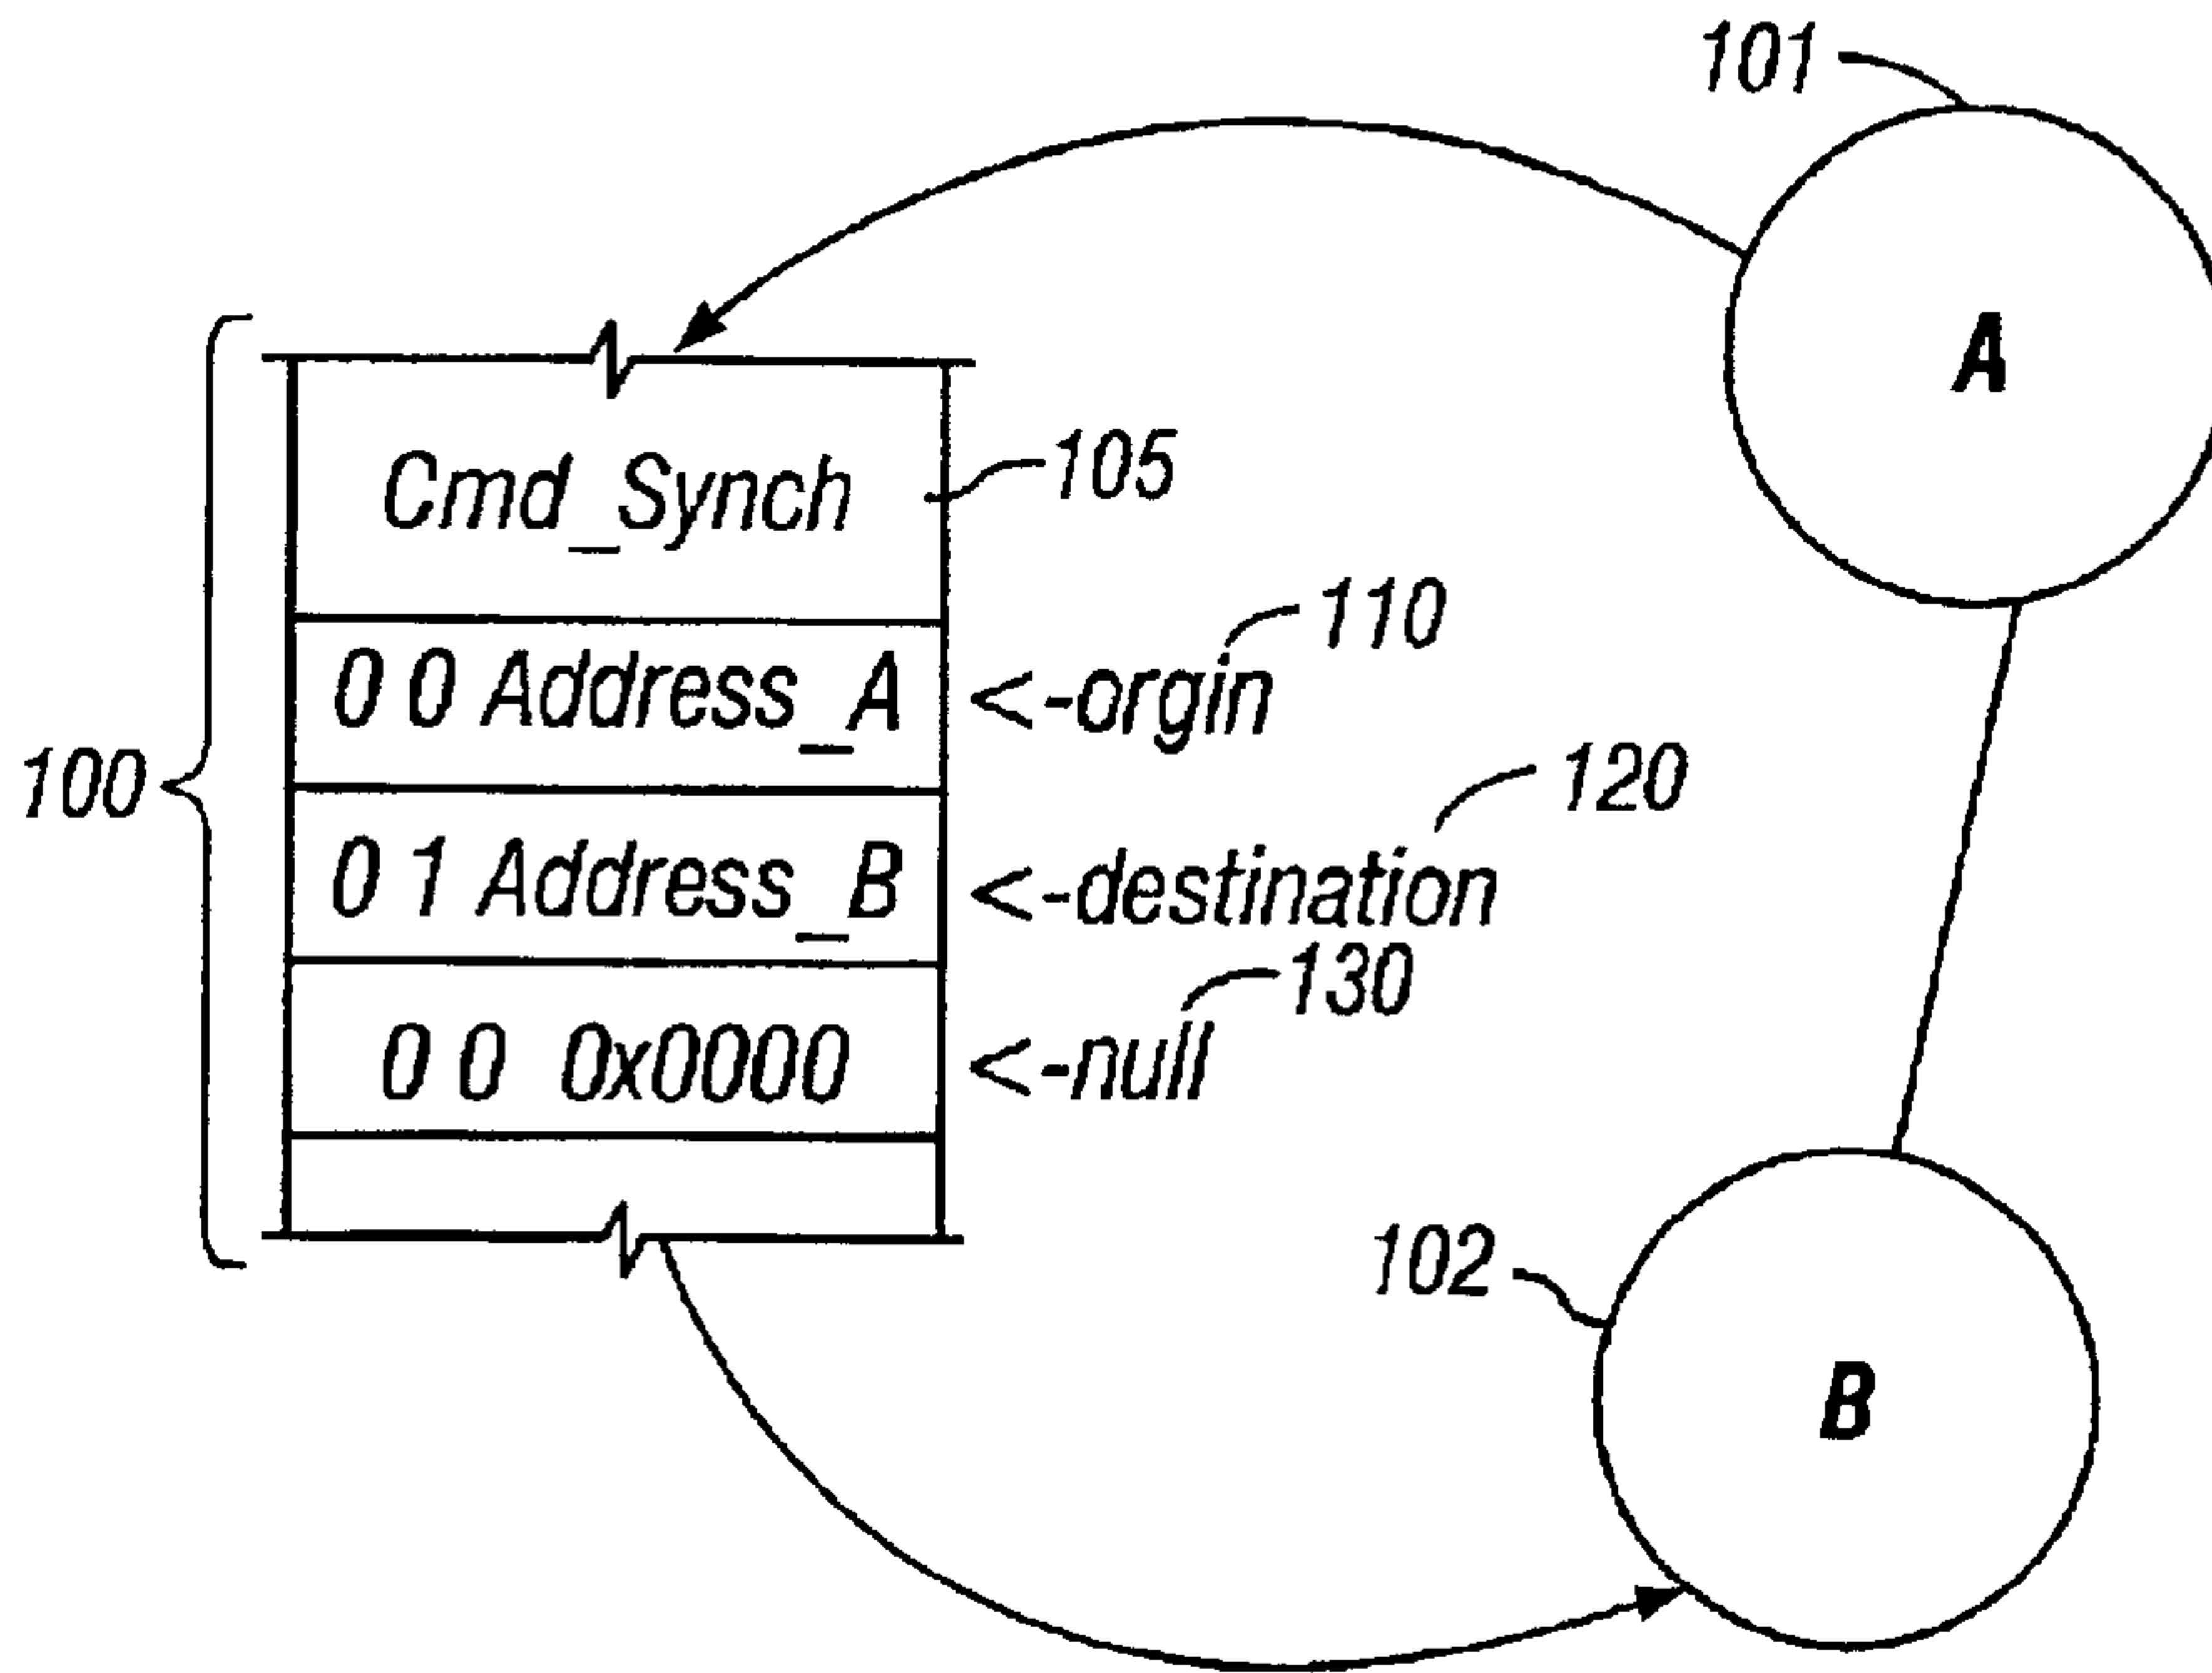 101
A
Cmd_Synch
105
110
0 0 Address_A
<-orgin
100
120
0 1 Address_B
<-destination
130
0 0 0x0000
<-null
102
B